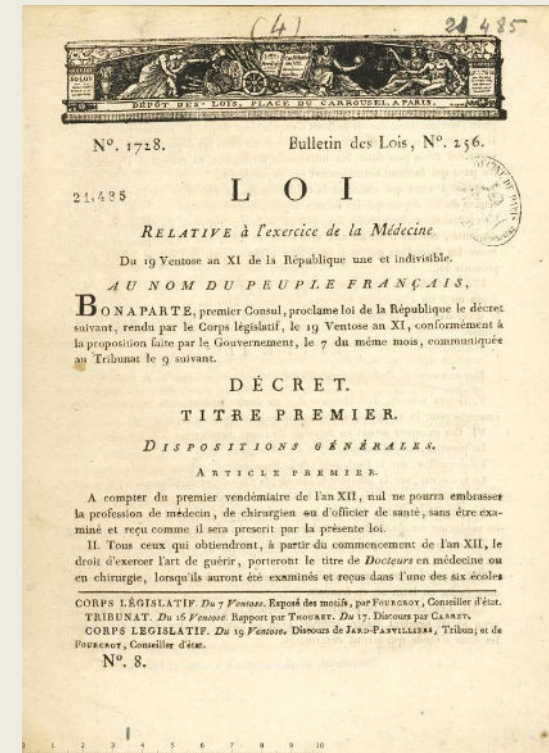 (4)
21 485
DÉPÔT DES LOIS, PLACE DU CARROUSEL, A PARIS.
N°. 1728.
Bulletin des Lois, N°. 256.
21,485
LOI
RELATIVE à l'exercice de la Médecine
Du 19 Ventose an XI de la République une et indivisible.
AU NOM DU PEUPLE FRANÇAIS,
BONAPARTE, premier Consul, proclame loi de la République le décret
suivant, rendu par le Corps législatif, le 19 Ventose an XI, conformément à
la proposition faite par le Gouvernement, le 7 du même mois, communiquée
au Tribunat le 9 suivant.
DÉCRET.
TITRE PREMIER.
DISPOSITIONS GÉNÉRALES.
ARTICLE PREMIER.
A compter du premier vendémiaire de l'an XII, nul ne pourra embrasser
la profession de médecin, de chirurgien ou d'officier de santé, sans être exa-
miné et reçu comme il sera prescrit par la présente loi.
II. Tous ceux qui obtiendront, à partir du commencement de l'an XII, le
droit d'exercer l'art de guérir, porteront le titre de Docteurs en médecine ou
en chirurgie, lorsqu'ils auront été examinés et reçus dans l'une des six écoles
CORPS LÉGISLATIF. Du 7 Ventose. Exposé des motifs, par FOURCROY, Conseiller d'état.
TRIBUNAT. Du 16 Ventose. Rapport par THOURET. Du 17. Discours par CARRET.
CORPS LEGISLATIF. Du 19 Ventose. Discours de JARD-PANVILLIERS, Tribun; et de
FOURCROY, Conseiller d'état.
N°. 8.
1 2 3 4 5 6 7 8 9 10